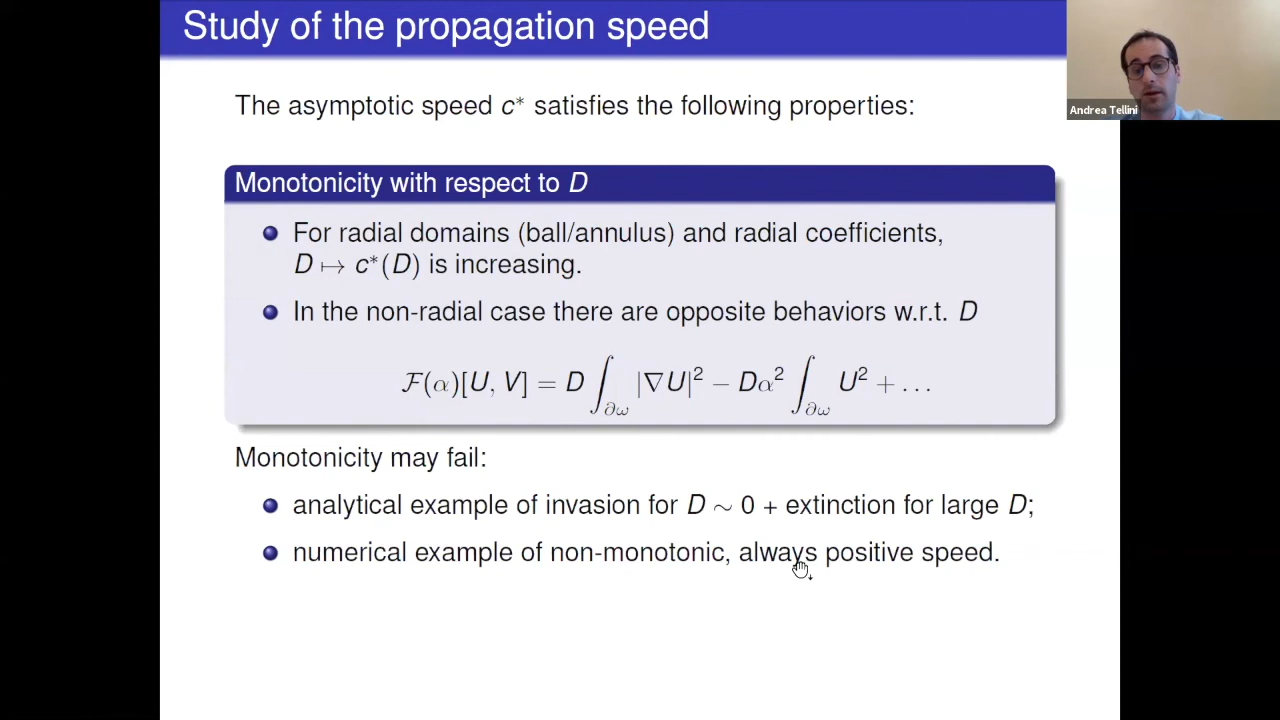 Study of the propagation speed
Andrea Tellini
The asymptotic speed c* satisfies the following properties:
Monotonicity with respect to D
For radial domains (ball/annulus) and radial coefficients,
D ↦ c*(D) is increasing.
In the non-radial case there are opposite behaviors w.r.t. D
ℱ(α)[U, V] = D ∫_{∂ω} |∇U|² − Dα² ∫_{∂ω} U² + …
Monotonicity may fail:
analytical example of invasion for D ∼ 0 + extinction for large D;
numerical example of non-monotonic, always positive speed.